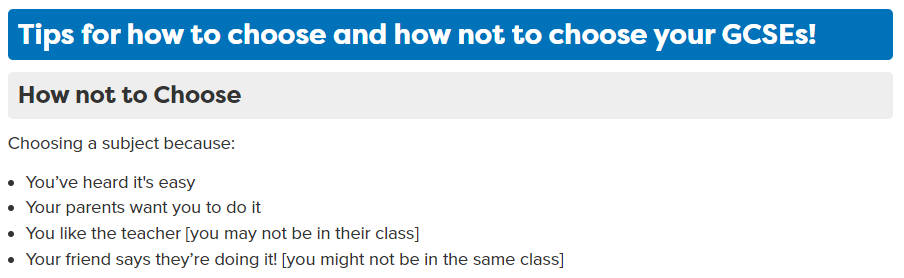 Tips for how to choose and how not to choose your GCSEs!
How not to Choose
Choosing a subject because:
• You’ve heard it's easy
• Your parents want you to do it
• You like the teacher [you may not be in their class]
• Your friend says they’re doing it! [you might not be in the same class]